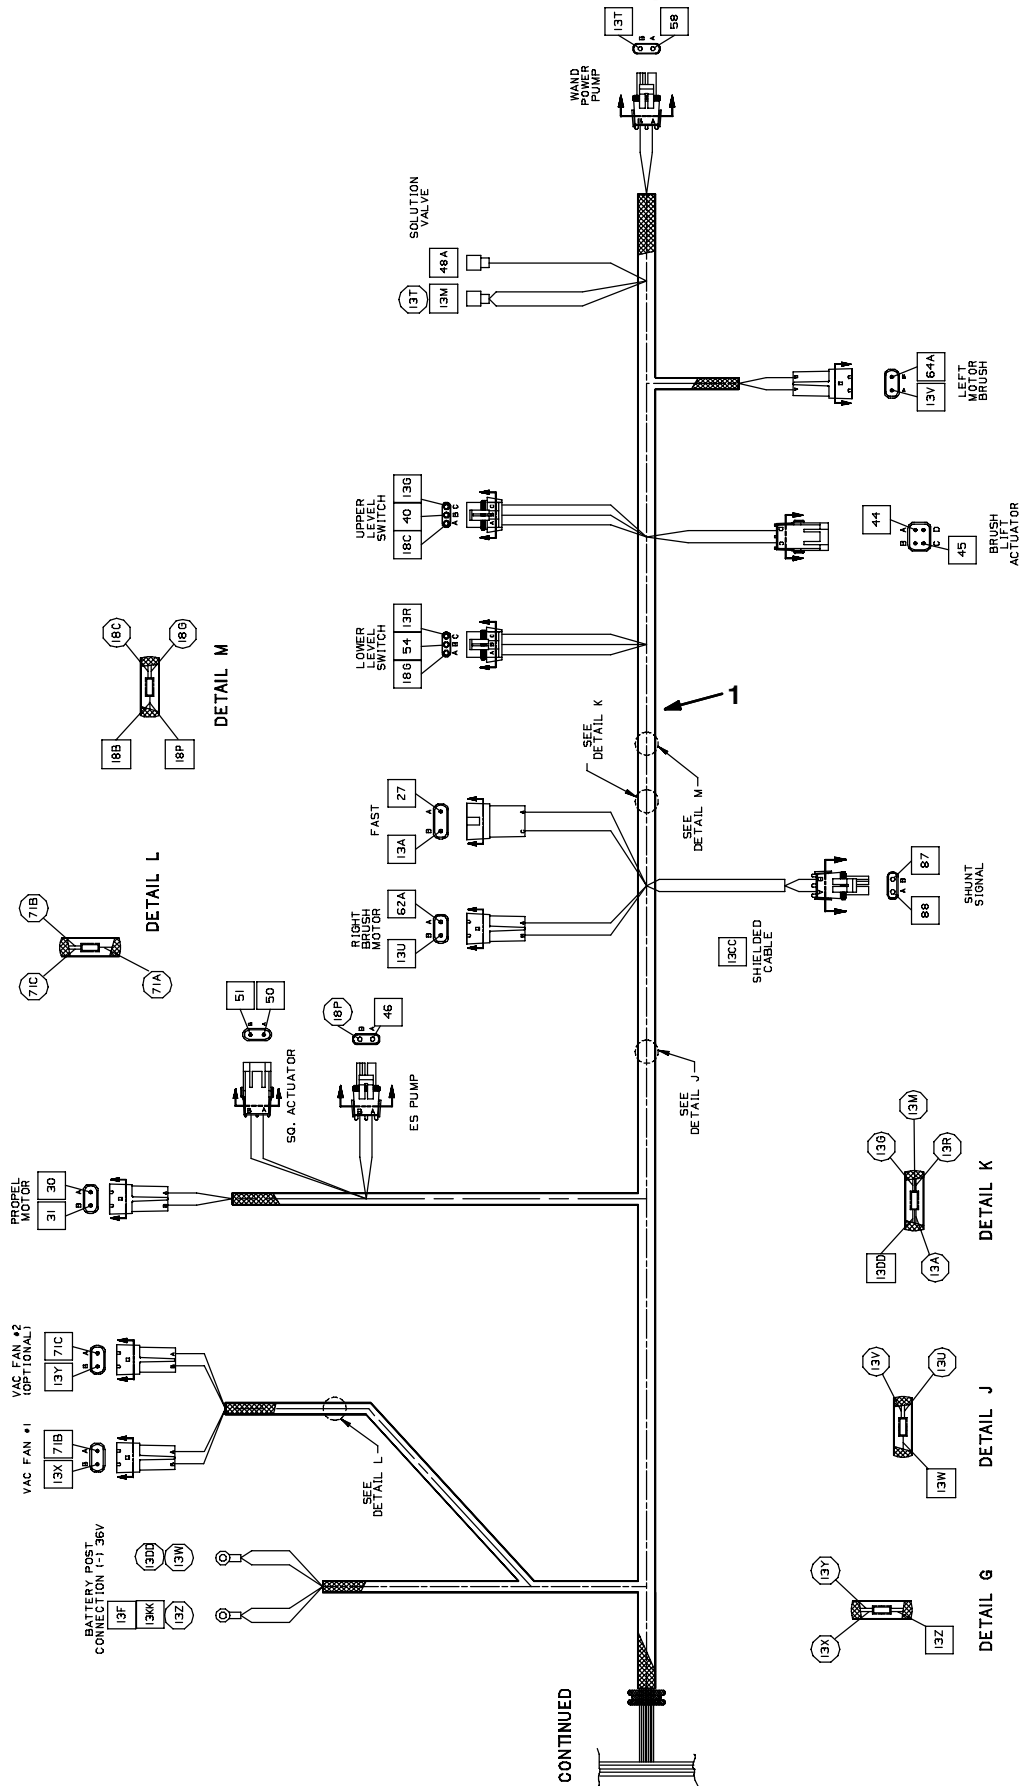 13T
58
B A
WAND
POWER
PUMP
B A
SOLUTION
VALVE
48A
13T
13M
64A
13V
A B
LEFT
MOTOR
BRUSH
UPPER
LEVEL
SWITCH
13G
40
18C
A B C
44
45
A B
C D
BRUSH
LIFT
ACTUATOR
LOWER
LEVEL
SWITCH
13R
54
18G
A B C
18C
18G
18B
18P
DETAIL M
1
SEE
DETAIL K
SEE
DETAIL M
FAST
27
13A
B A
RIGHT
BRUSH
MOTOR
62A
13U
B A
87
88
A B
SHUNT
SIGNAL
13CC
SHIELDED
CABLE
71B
71C
71A
DETAIL L
51
50
B A
SQ. ACTUATOR
18P
46
B A
ES PUMP
SEE
DETAIL J
PROPEL
MOTOR
30
31
B A
13M
13G
13R
13DD
13A
DETAIL K
VAC FAN #2
(OPTIONAL)
71C
13Y
B A
VAC FAN #1
71B
13X
B A
SEE
DETAIL L
13V
13U
13W
DETAIL J
BATTERY POST
CONNECTION (-) 36V
13DD
13W
13F
13KK
13Z
13Y
13X
13Z
DETAIL G
CONTINUED